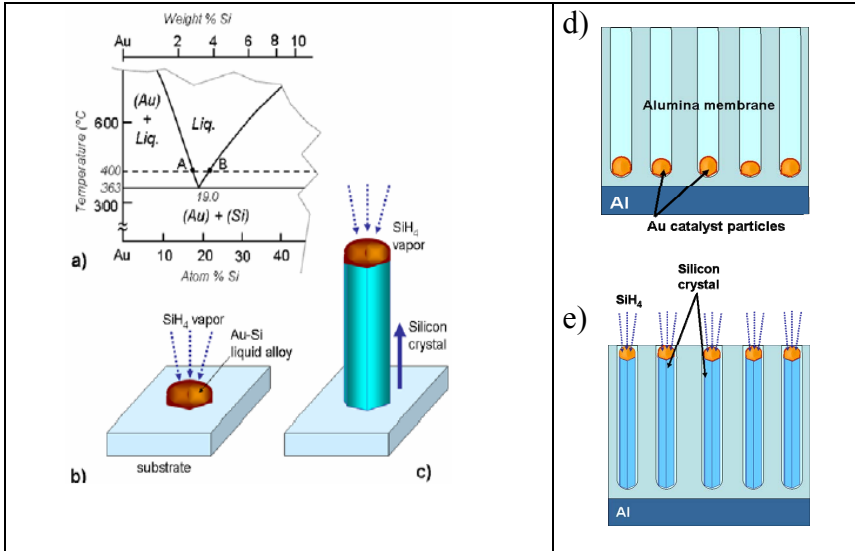 Weight % Si
Au 2 4 6 8 10
Temperature (°C
600
400
363
300
(Au)
+
Liq.
Liq.
A
B
19.0
(Au) + (Si)
Au 10 20 30 40
Atom % Si
a)
SiH4 vapor
Au-Si
liquid alloy
substrate
b)
SiH4
vapor
Silicon
crystal
c)
d)
Alumina membrane
Al
Au catalyst particles
e)
SiH4
Silicon
crystal
Al